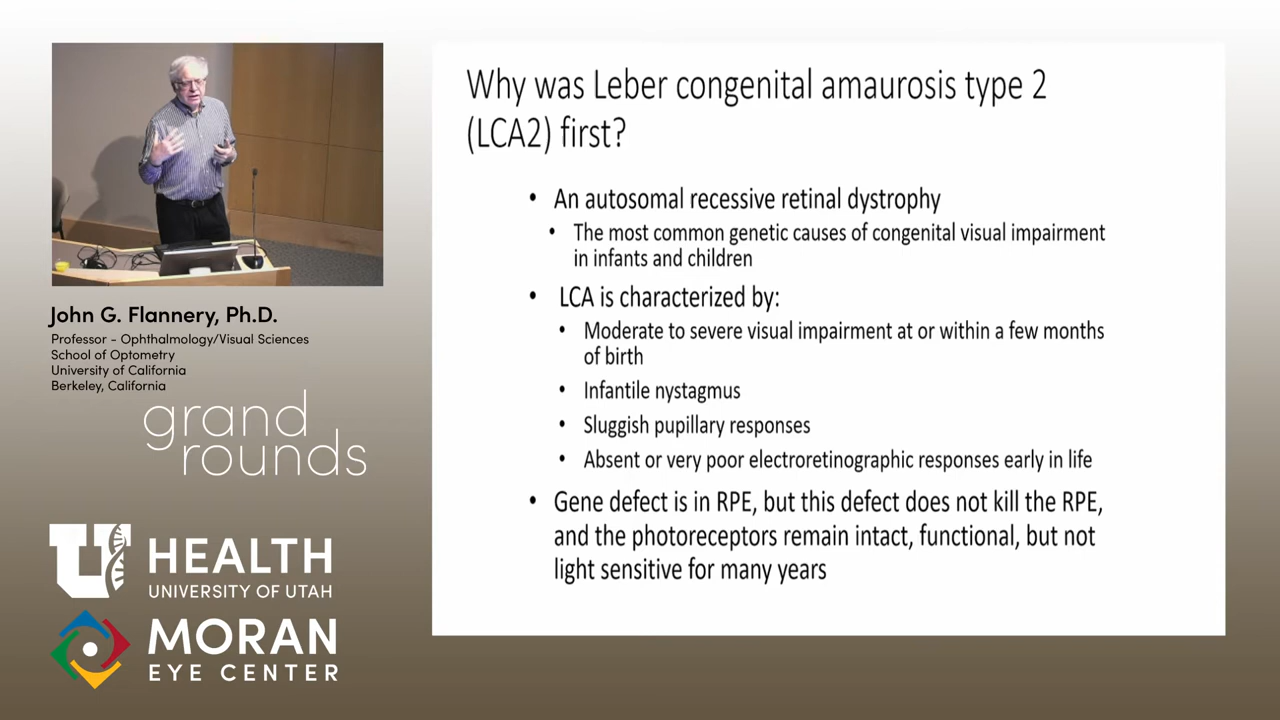 Why was Leber congenital amaurosis type 2
(LCA2) first?
• An autosomal recessive retinal dystrophy
• The most common genetic causes of congenital visual impairment
in infants and children
• LCA is characterized by:
• Moderate to severe visual impairment at or within a few months
of birth
• Infantile nystagmus
• Sluggish pupillary responses
• Absent or very poor electroretinographic responses early in life
• Gene defect is in RPE, but this defect does not kill the RPE,
and the photoreceptors remain intact, functional, but not
light sensitive for many years
John G. Flannery, Ph.D.
Professor - Ophthalmology/Visual Sciences
School of Optometry
University of California
Berkeley, California
grand
rounds
U HEALTH
UNIVERSITY OF UTAH
MORAN
EYE CENTER